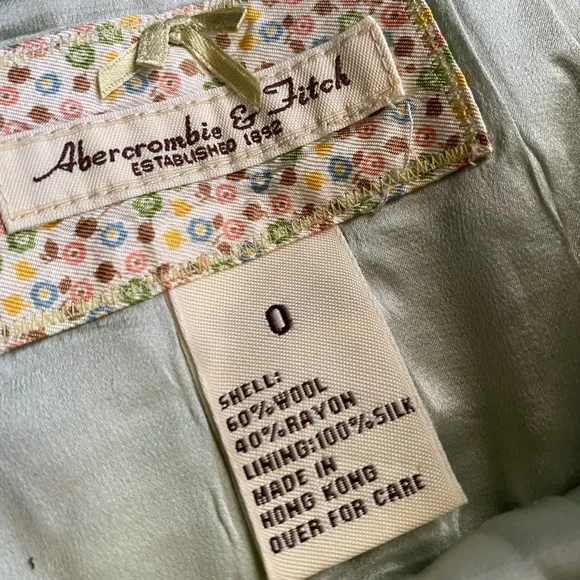 Abercrombie & Fitch
ESTABLISHED 1892
0
SHELL:
60%WOOL
40%RAYON
LINING:100%SILK
MADE IN
HONG KONG
OVER FOR CARE